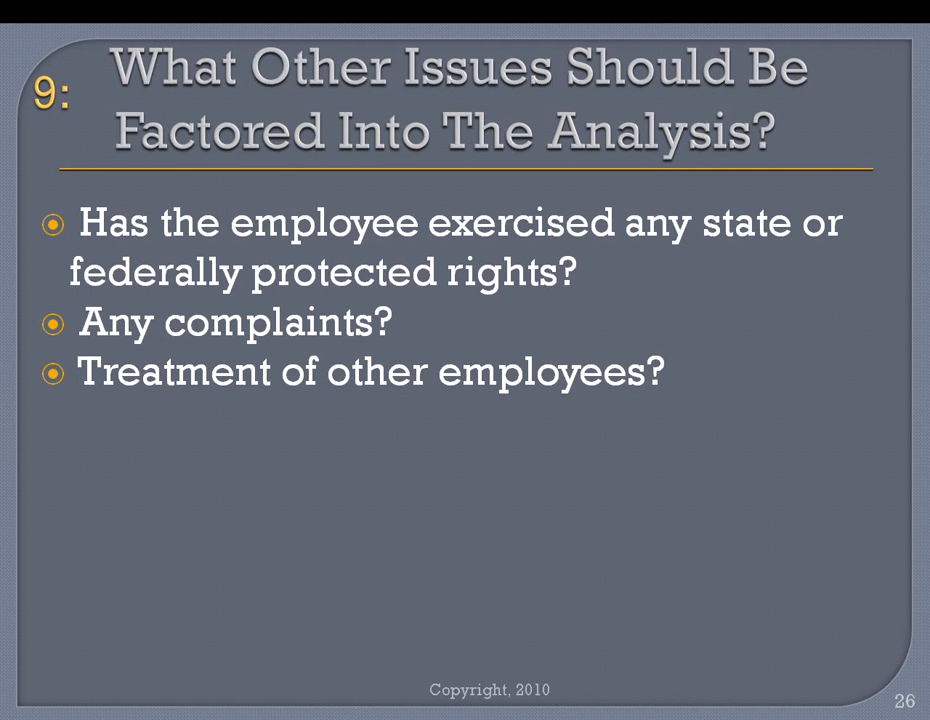 9:
What Other Issues Should Be
Factored Into The Analysis?
Has the employee exercised any state or
federally protected rights?
Any complaints?
Treatment of other employees?
Copyright, 2010
26